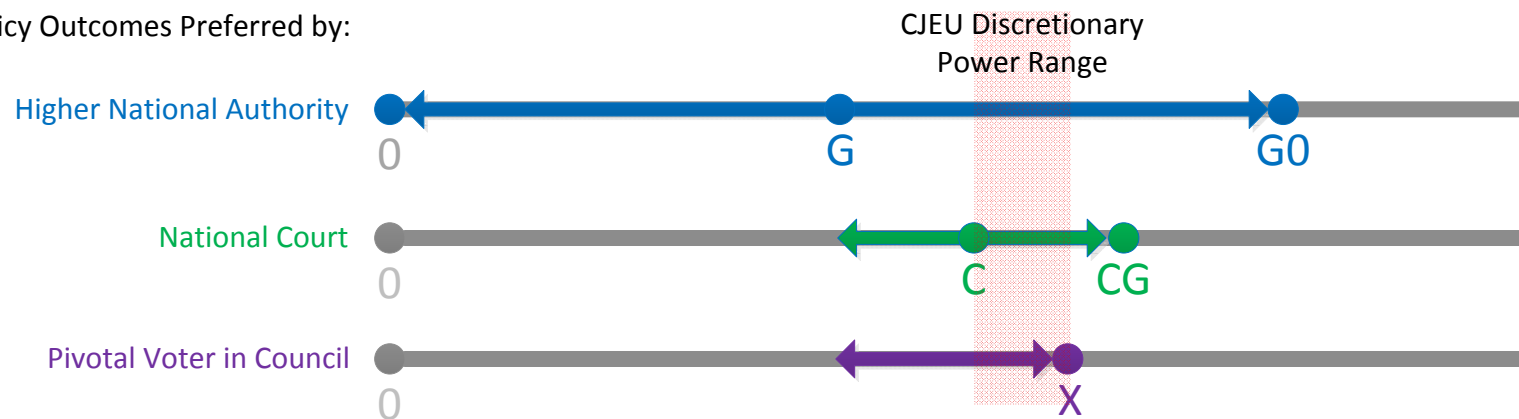 icy Outcomes Preferred by:
CJEU Discretionary
Power Range
Higher National Authority
0
G
G0
National Court
0
C
CG
Pivotal Voter in Council
0
X